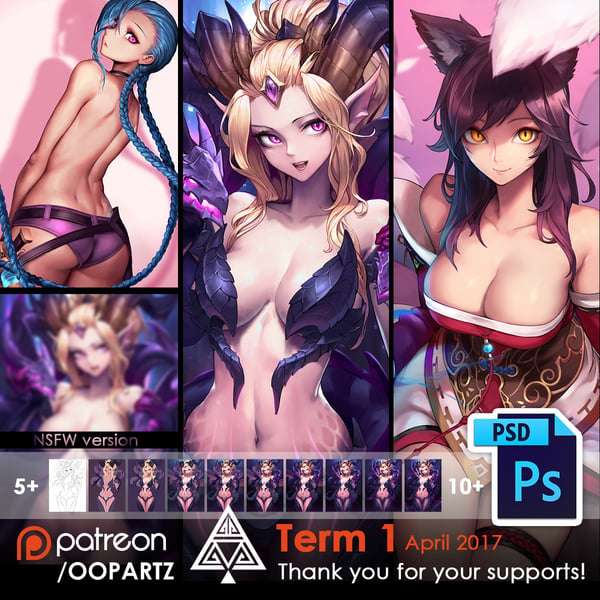 NSFW version
PSD
Ps
5+
10+
patreon
/OOPARTZ
Term 1 April 2017
Thank you for your supports!